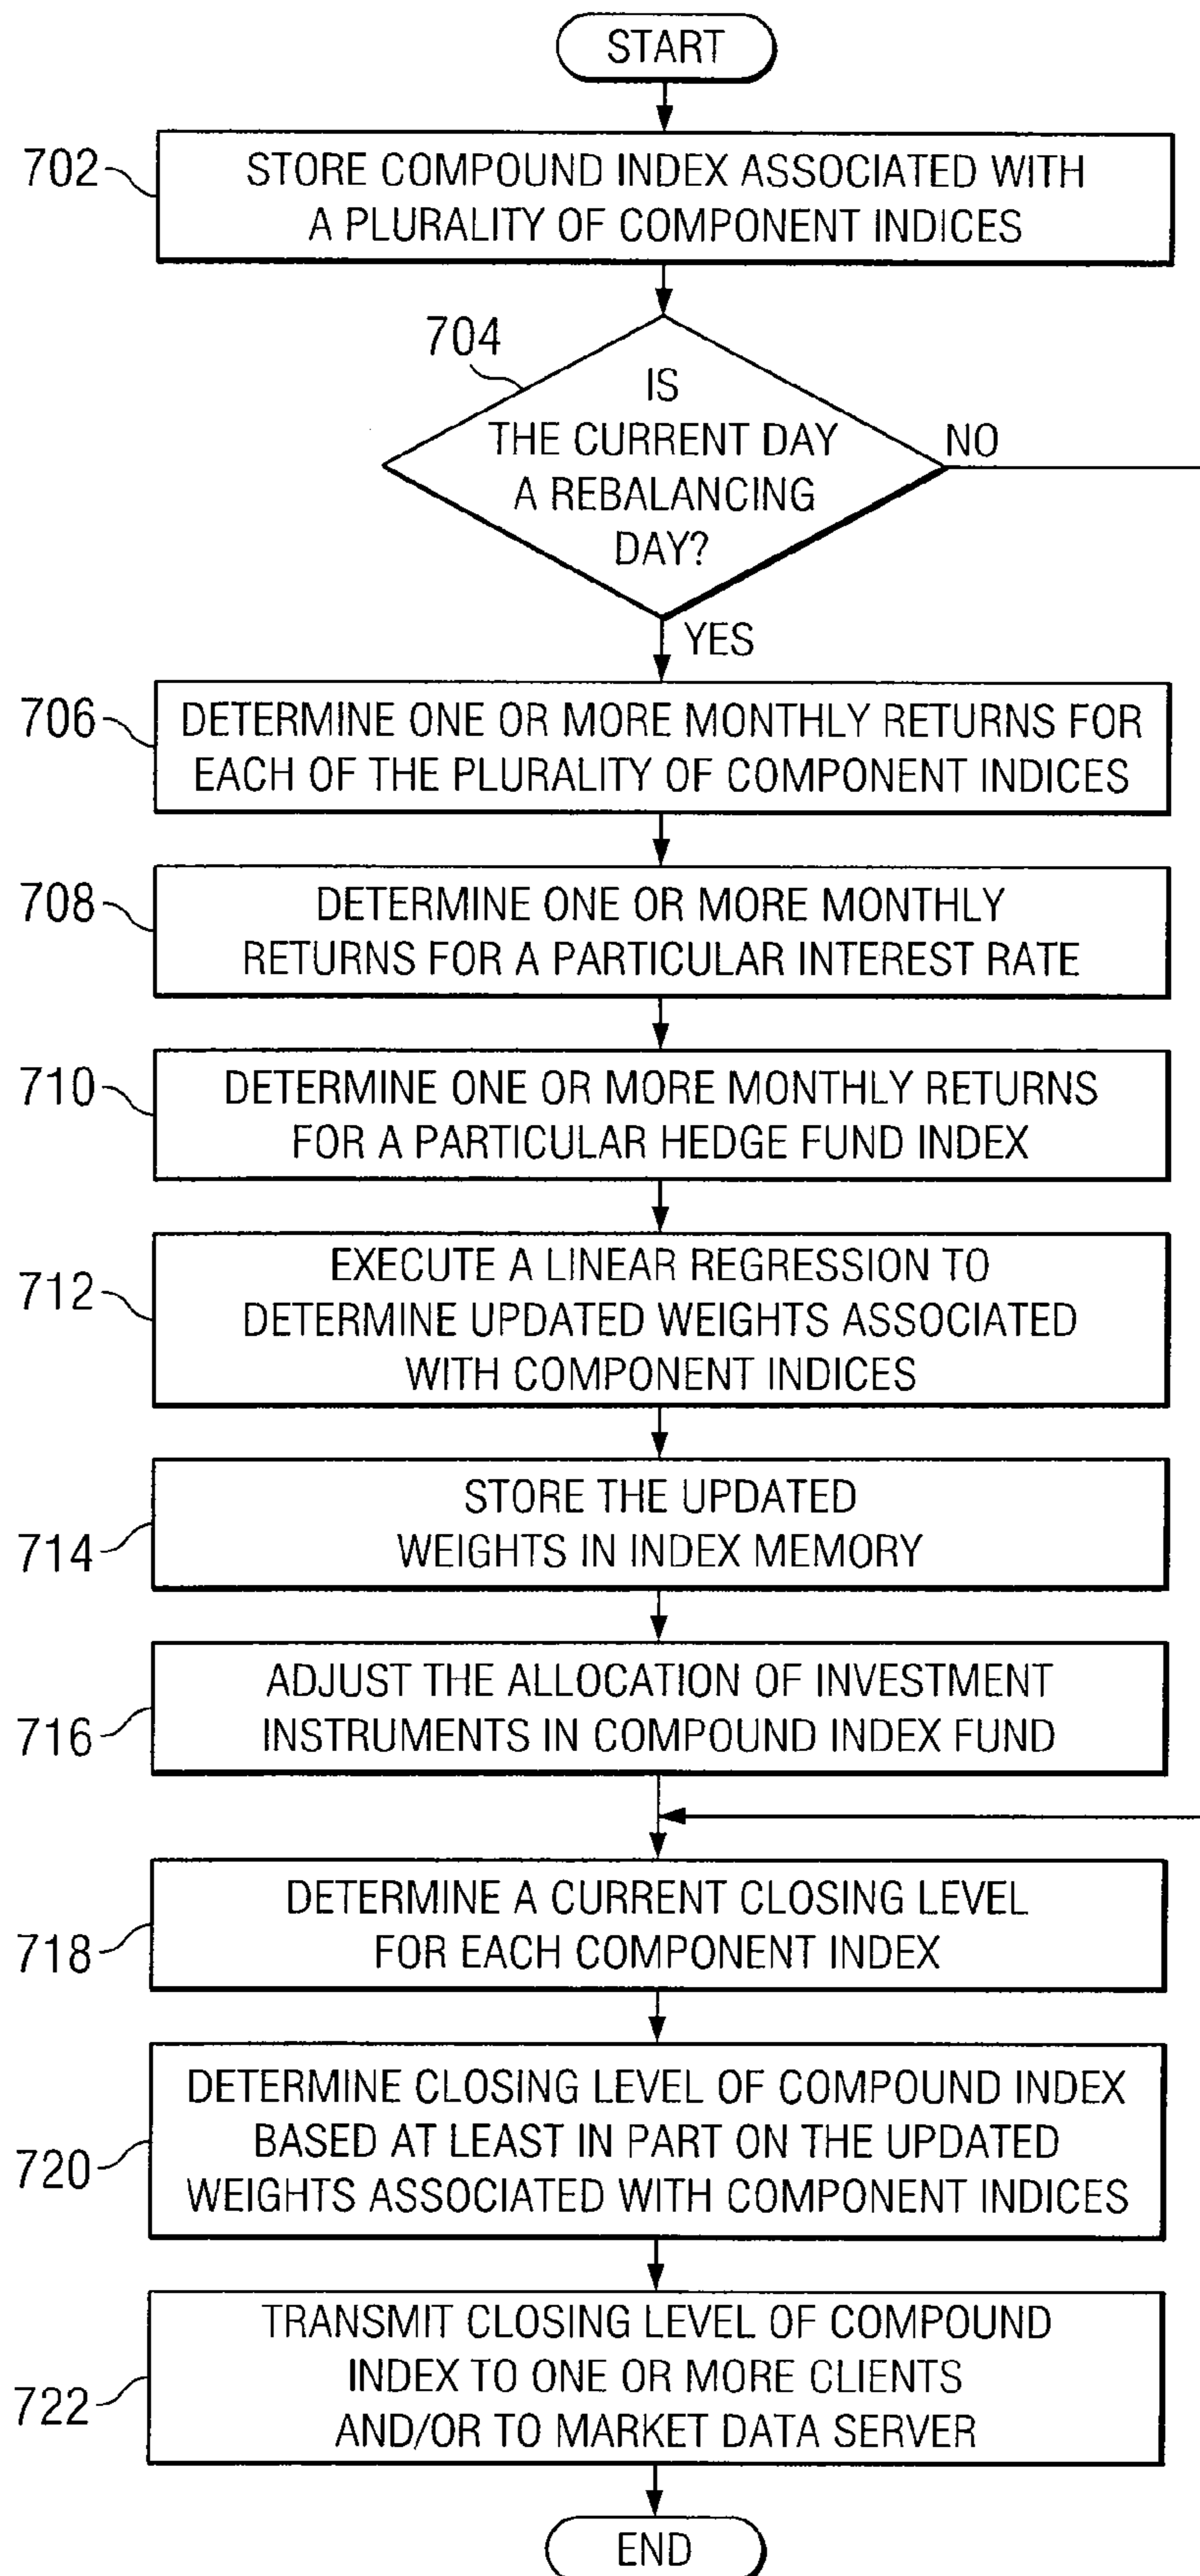 START
702
STORE COMPOUND INDEX ASSOCIATED WITH
A PLURALITY OF COMPONENT INDICES
704
IS
THE CURRENT DAY
A REBALANCING
DAY?
NO
YES
706
DETERMINE ONE OR MORE MONTHLY RETURNS FOR
EACH OF THE PLURALITY OF COMPONENT INDICES
708
DETERMINE ONE OR MORE MONTHLY
RETURNS FOR A PARTICULAR INTEREST RATE
710
DETERMINE ONE OR MORE MONTHLY RETURNS
FOR A PARTICULAR HEDGE FUND INDEX
712
EXECUTE A LINEAR REGRESSION TO
DETERMINE UPDATED WEIGHTS ASSOCIATED
WITH COMPONENT INDICES
714
STORE THE UPDATED
WEIGHTS IN INDEX MEMORY
716
ADJUST THE ALLOCATION OF INVESTMENT
INSTRUMENTS IN COMPOUND INDEX FUND
718
DETERMINE A CURRENT CLOSING LEVEL
FOR EACH COMPONENT INDEX
720
DETERMINE CLOSING LEVEL OF COMPOUND INDEX
BASED AT LEAST IN PART ON THE UPDATED
WEIGHTS ASSOCIATED WITH COMPONENT INDICES
722
TRANSMIT CLOSING LEVEL OF COMPOUND
INDEX TO ONE OR MORE CLIENTS
AND/OR TO MARKET DATA SERVER
END